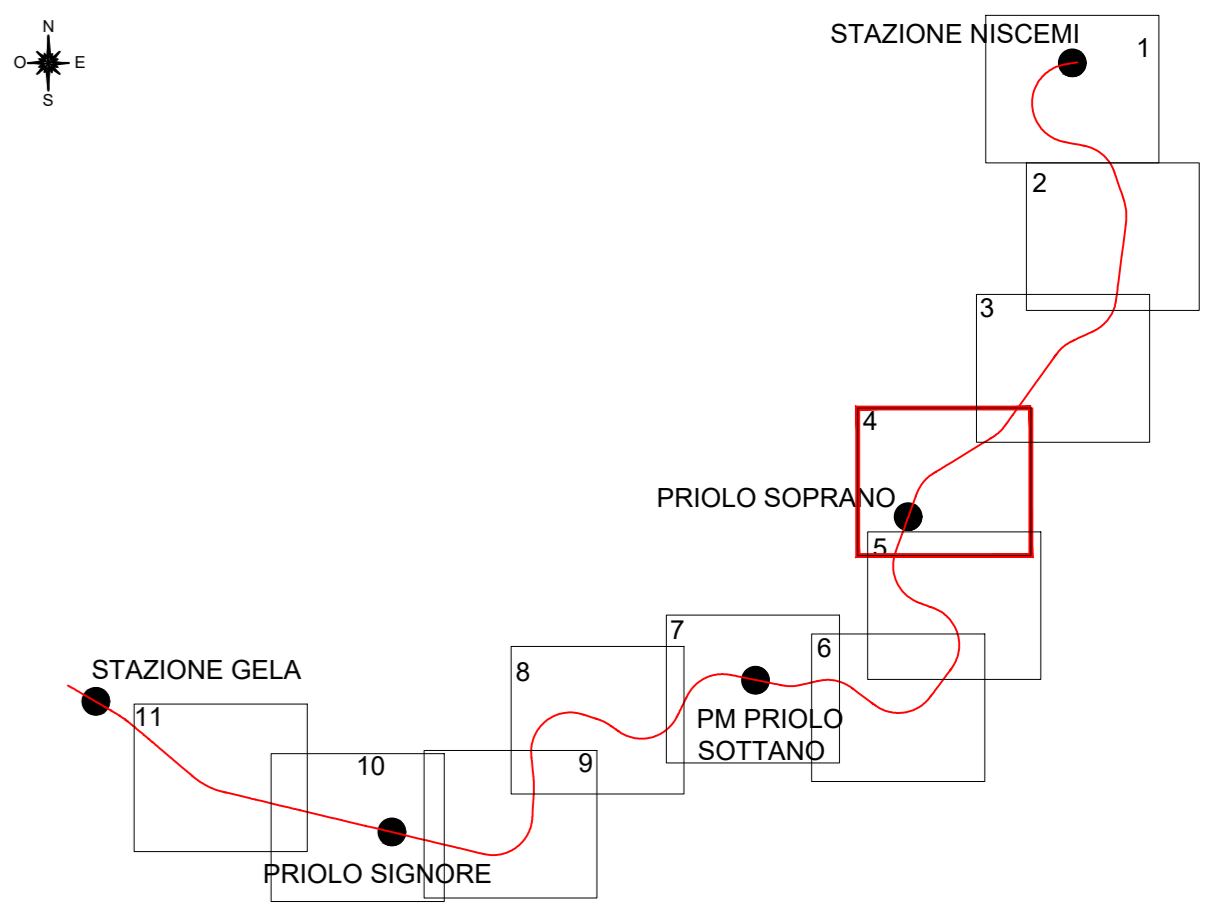 N
O
E
S
STAZIONE NISCEMI
1
2
3
4
PRIOLO SOPRANO
5
6
7
PM PRIOLO
SOTTANO
8
9
STAZIONE GELA
11
10
PRIOLO SIGNORE